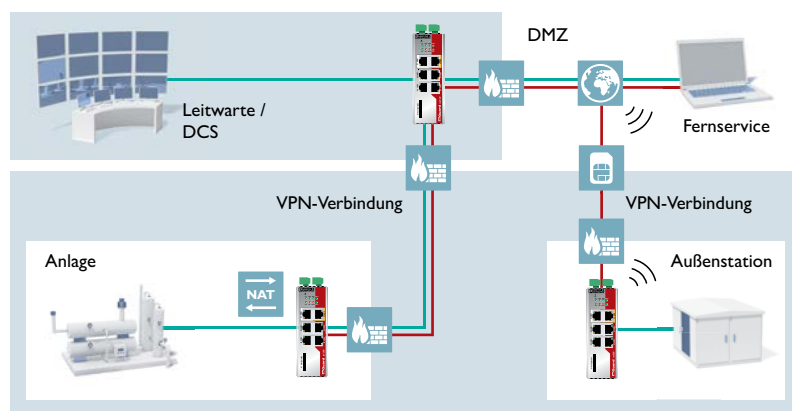 DMZ
Leitwarte /
DCS
Fernservice
VPN-Verbindung
VPN-Verbindung
Anlage
NAT
Außenstation